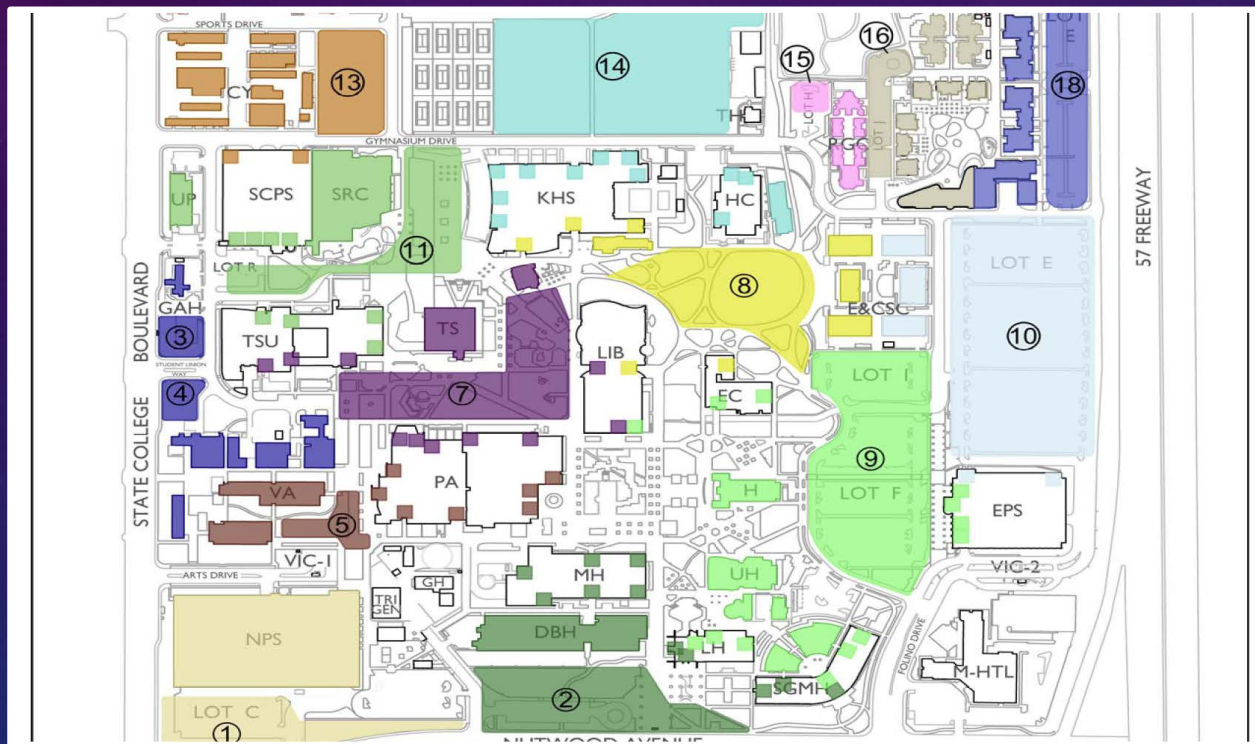 SPORTS DRIVE
LOT
E
16
15
14
13
18
CY
TH
LOT H
LOT J
GYMNASIUM DRIVE
UP
SCPS
SRC
KHS
HC
57 FREEWAY
11
LOT R
LOT E
8
GAH
E&CSC
BOULEVARD
3
TSU
TS
LIB
10
STUDENT UNION
WAY
4
7
EC
LOT I
STATE COLLEGE
9
PA
H
LOT F
VA
EPS
5
VIC-1
VIC-2
ARTS DRIVE
GH
MH
UH
TRI
GEN
NPS
DBH
LH
FOLINO DRIVE
M-HTL
SGMH
2
LOT C
1
NUTWOOD AVENUE